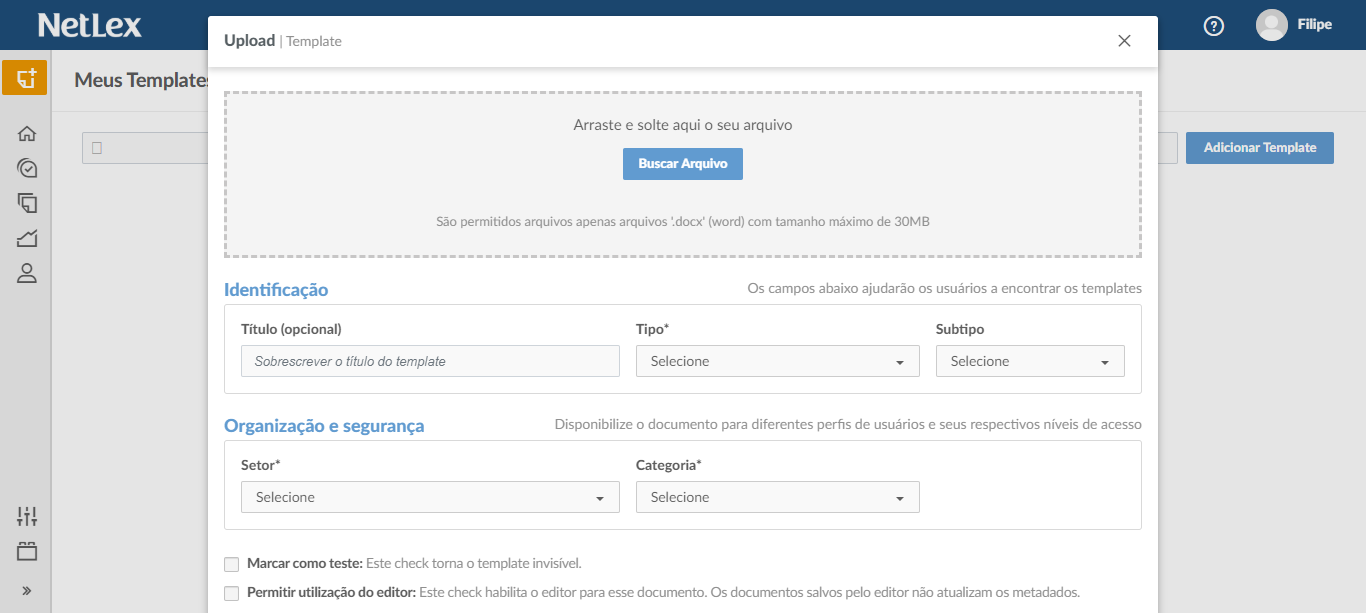 NetLex
Upload | Template
Filipe
Meus Templates
Arraste e solte aqui o seu arquivo
Buscar Arquivo
Adicionar Template
São permitidos arquivos apenas arquivos '.docx' (word) com tamanho máximo de 30MB
Identificação
Os campos abaixo ajudarão os usuários a encontrar os templates
Título (opcional)
Tipo*
Subtipo
Sobrescrever o título do template
Selecione
Selecione
Organização e segurança
Disponibilize o documento para diferentes perfis de usuários e seus respectivos níveis de acesso
Setor*
Categoria*
Selecione
Selecione
Marcar como teste: Este check torna o template invisível.
Permitir utilização do editor: Este check habilita o editor para esse documento. Os documentos salvos pelo editor não atualizam os metadados.